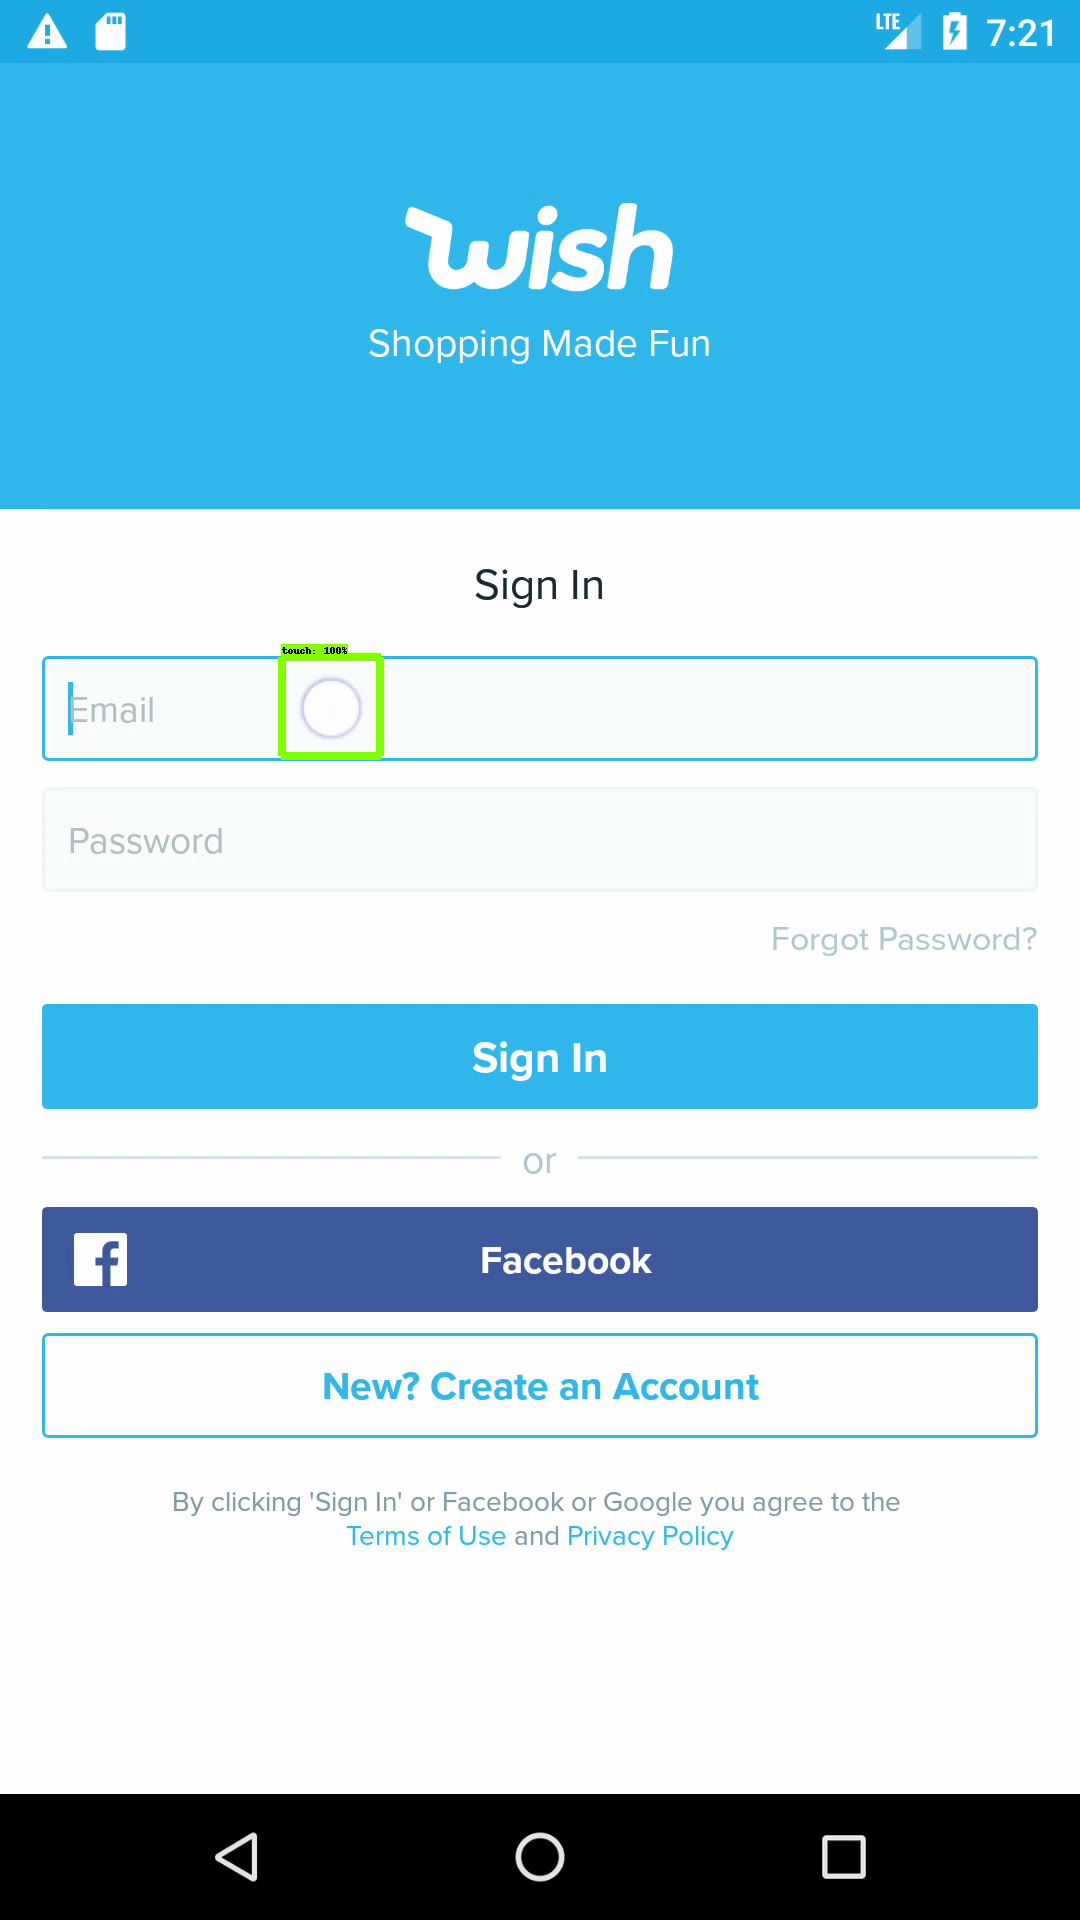 LTE 7:21
wish
Shopping Made Fun
Sign In
touch: 100%
Email
Password
Forgot Password?
Sign In
or
Facebook
New? Create an Account
By clicking 'Sign In' or Facebook or Google you agree to the
Terms of Use and Privacy Policy